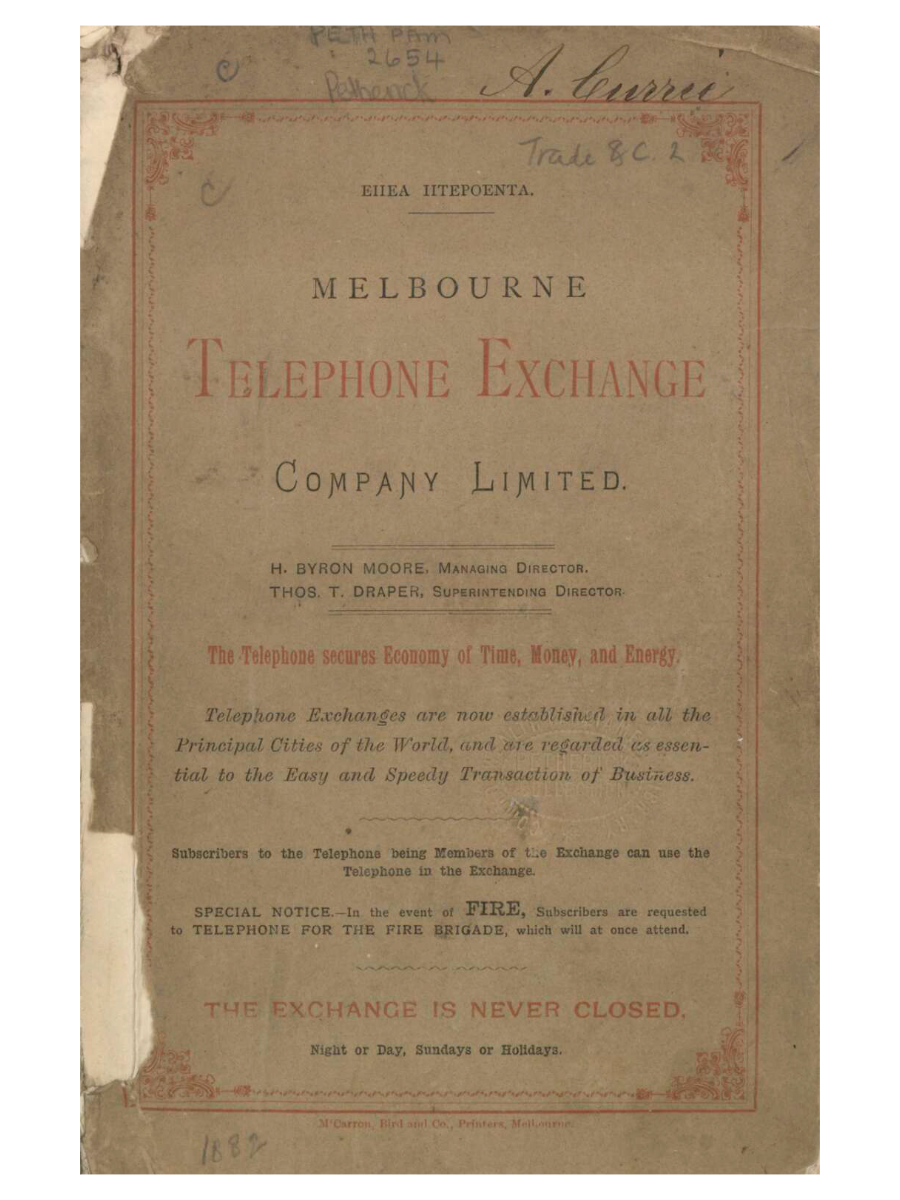 PETH PAM
2654
Petherick
A. Currie
Trade &C. 2
ΕΠΕΑ ΠΤΕΡΟΕΝΤΑ.
MELBOURNE
TELEPHONE EXCHANGE
COMPANY LIMITED.
H. BYRON MOORE, MANAGING DIRECTOR.
THOS. T. DRAPER, SUPERINTENDING DIRECTOR.
The Telephone secures Economy of Time, Money, and Energy.
Telephone Exchanges are now established in all the
Principal Cities of the World, and are regarded as essen-
tial to the Easy and Speedy Transaction of Business.
Subscribers to the Telephone being Members of the Exchange can use the
Telephone in the Exchange.
SPECIAL NOTICE.—In the event of FIRE, Subscribers are requested
to TELEPHONE FOR THE FIRE BRIGADE, which will at once attend.
THE EXCHANGE IS NEVER CLOSED.
Night or Day, Sundays or Holidays.
M'Carron, Bird and Co., Printers, Melbourne.
1882